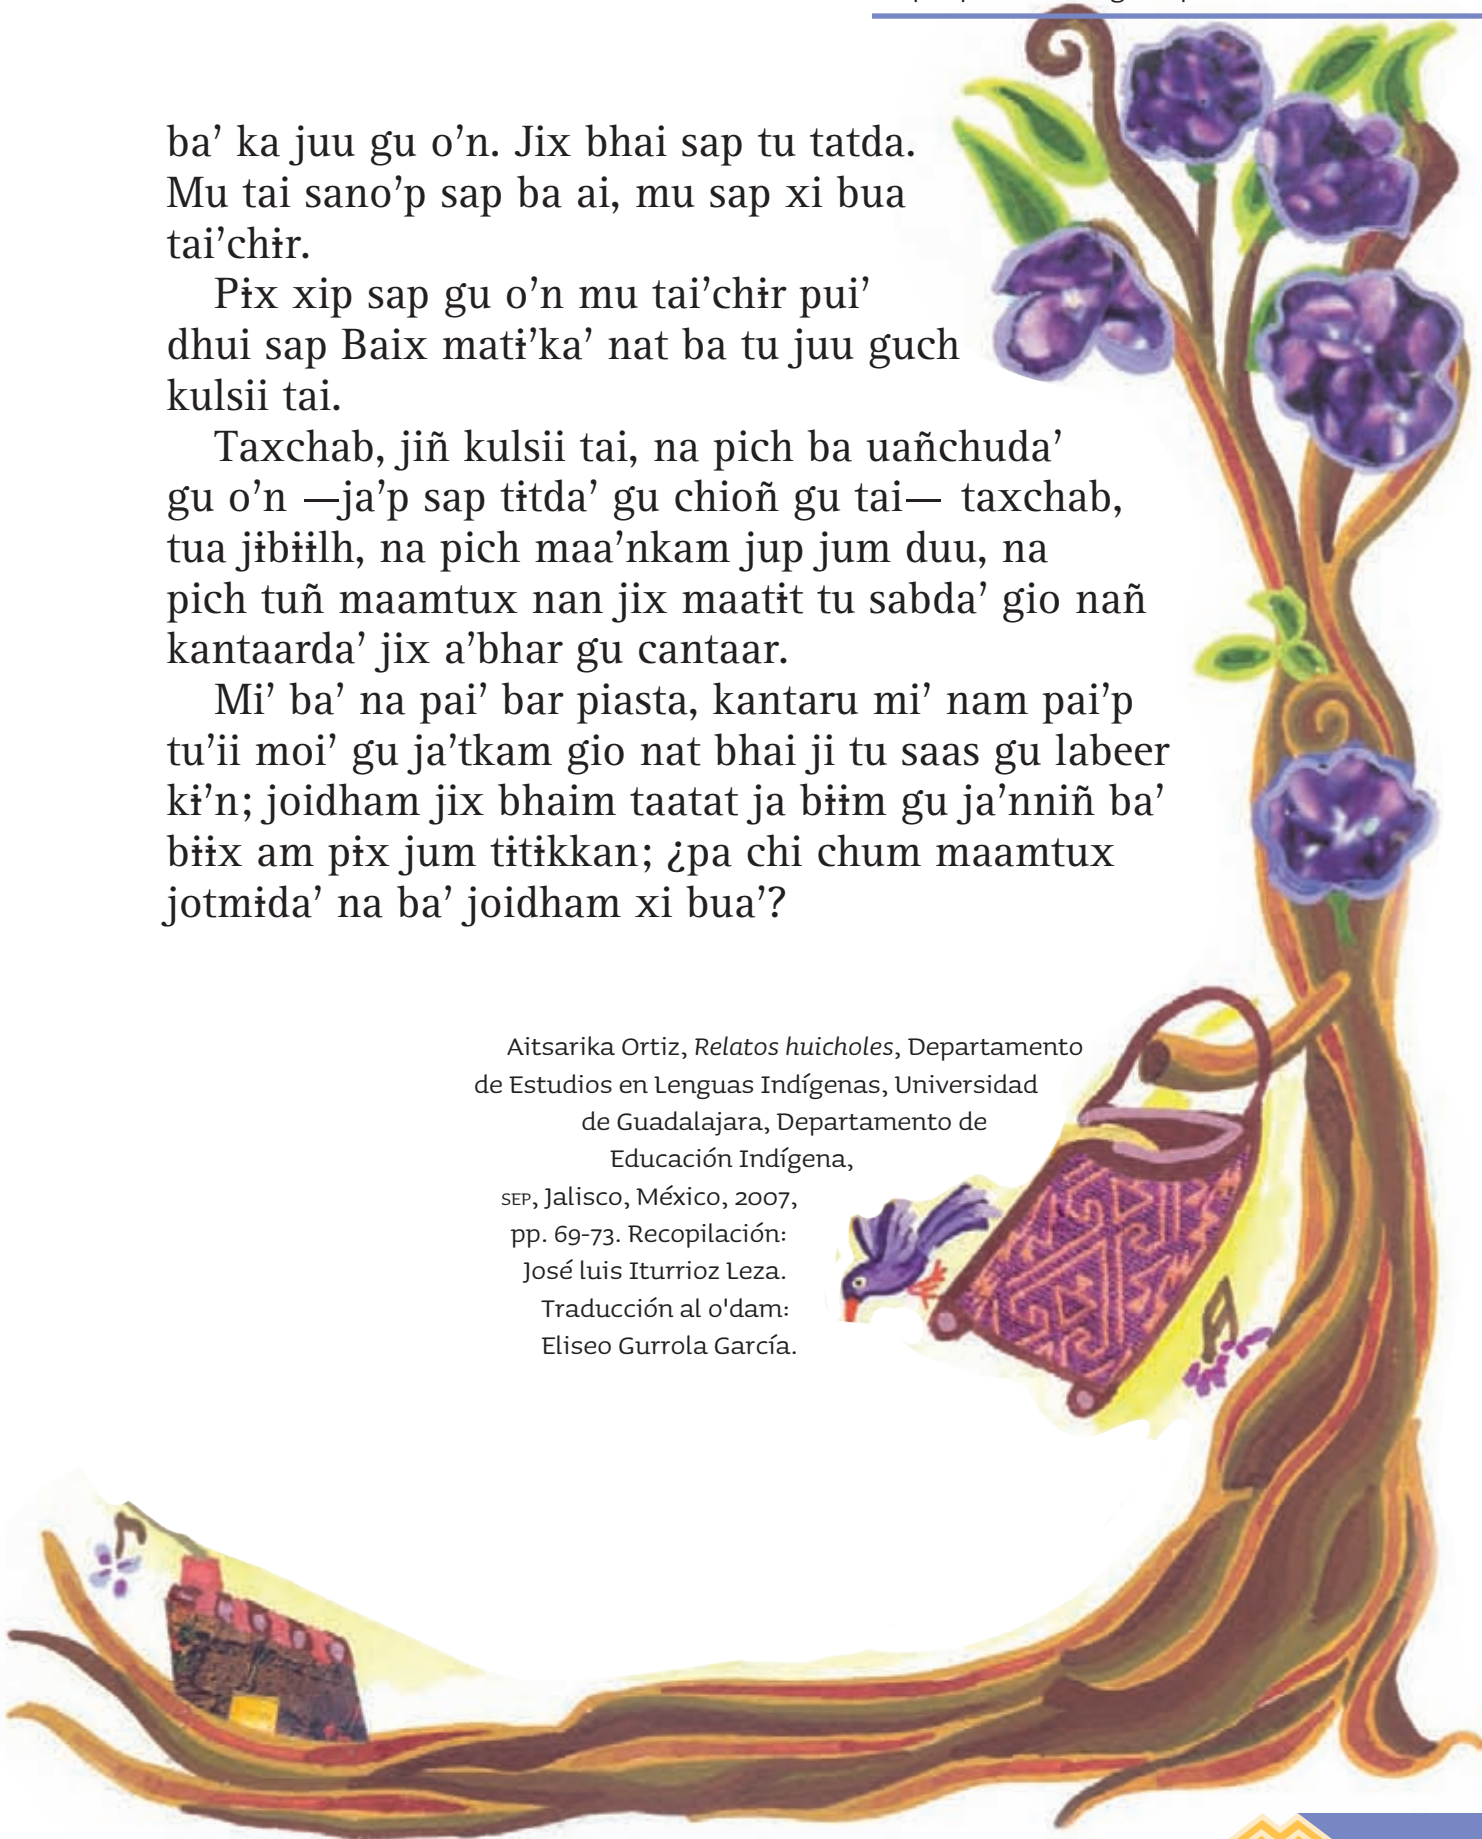 ba’ ka juu gu o’n. Jix bhai sap tu tatda.
Mu tai sano’p sap ba ai, mu sap xi bua
tai’chɨr.
Pɨx xip sap gu o’n mu tai’chɨr pui’
dhui sap Baix matɨ’ka’ nat ba tu juu guch
kulsii tai.
Taxchab, jiñ kulsii tai, na pich ba uañchuda’
gu o’n —ja’p sap tɨtda’ gu chioñ gu tai— taxchab,
tua jɨbɨɨlh, na pich maa’nkam jup jum duu, na
pich tuñ maamtux nan jix maatɨt tu sabda’ gio nañ
kantaarda’ jix a’bhar gu cantaar.
Mi’ ba’ na pai’ bar piasta, kantaru mi’ nam pai’p
tu’ii moi’ gu ja’tkam gio nat bhai ji tu saas gu labeer
kɨ’n; joidham jix bhaim taatat ja bɨɨm gu ja’nniñ ba’
bɨɨx am pɨx jum tɨtɨkkan; ¿pa chi chum maamtux
jotmɨda’ na ba’ joidham xi bua’?
Aitsarika Ortiz, Relatos huicholes, Departamento
de Estudios en Lenguas Indígenas, Universidad
de Guadalajara, Departamento de
Educación Indígena,
SEP, Jalisco, México, 2007,
pp. 69-73. Recopilación:
José luis Iturrioz Leza.
Traducción al o'dam:
Eliseo Gurrola García.